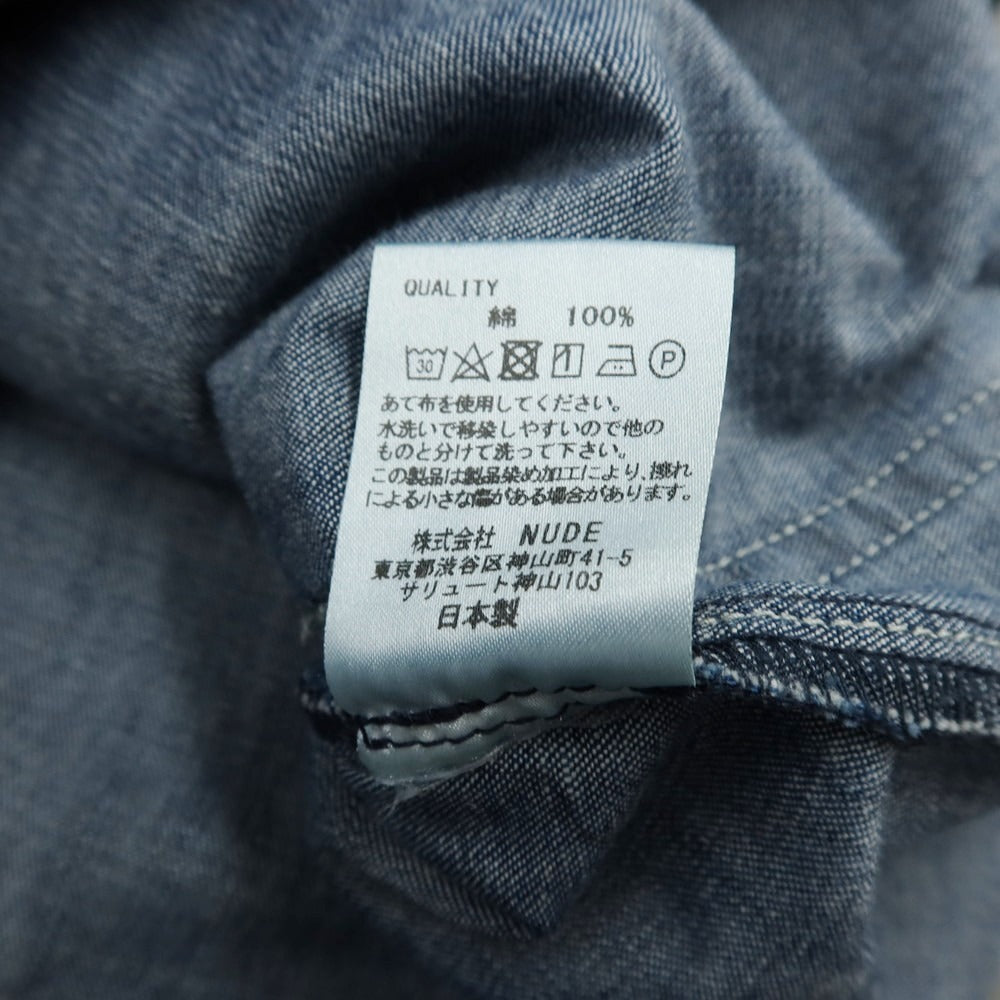 QUALITY
綿 100%
30 P
あて布を使用してください。
水洗いで移染しやすいので他の
ものと分けて洗って下さい。
この製品は製品染め加工により、擦れ
による小さな傷がある場合があります。
株式会社 NUDE
東京都渋谷区神山町41-5
サリュート神山103
日本製